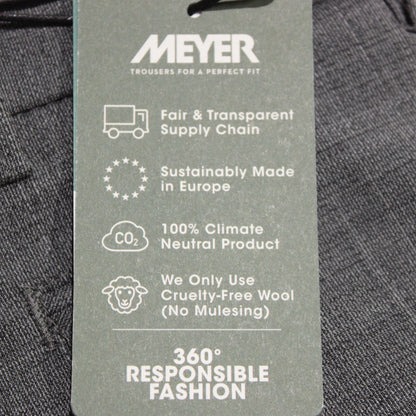 MEYER
TROUSERS FOR A PERFECT FIT
Fair & Transparent
Supply Chain
Sustainably Made
in Europe
CO₂
100% Climate
Neutral Product
We Only Use
Cruelty-Free Wool
(No Mulesing)
360°
RESPONSIBLE
FASHION